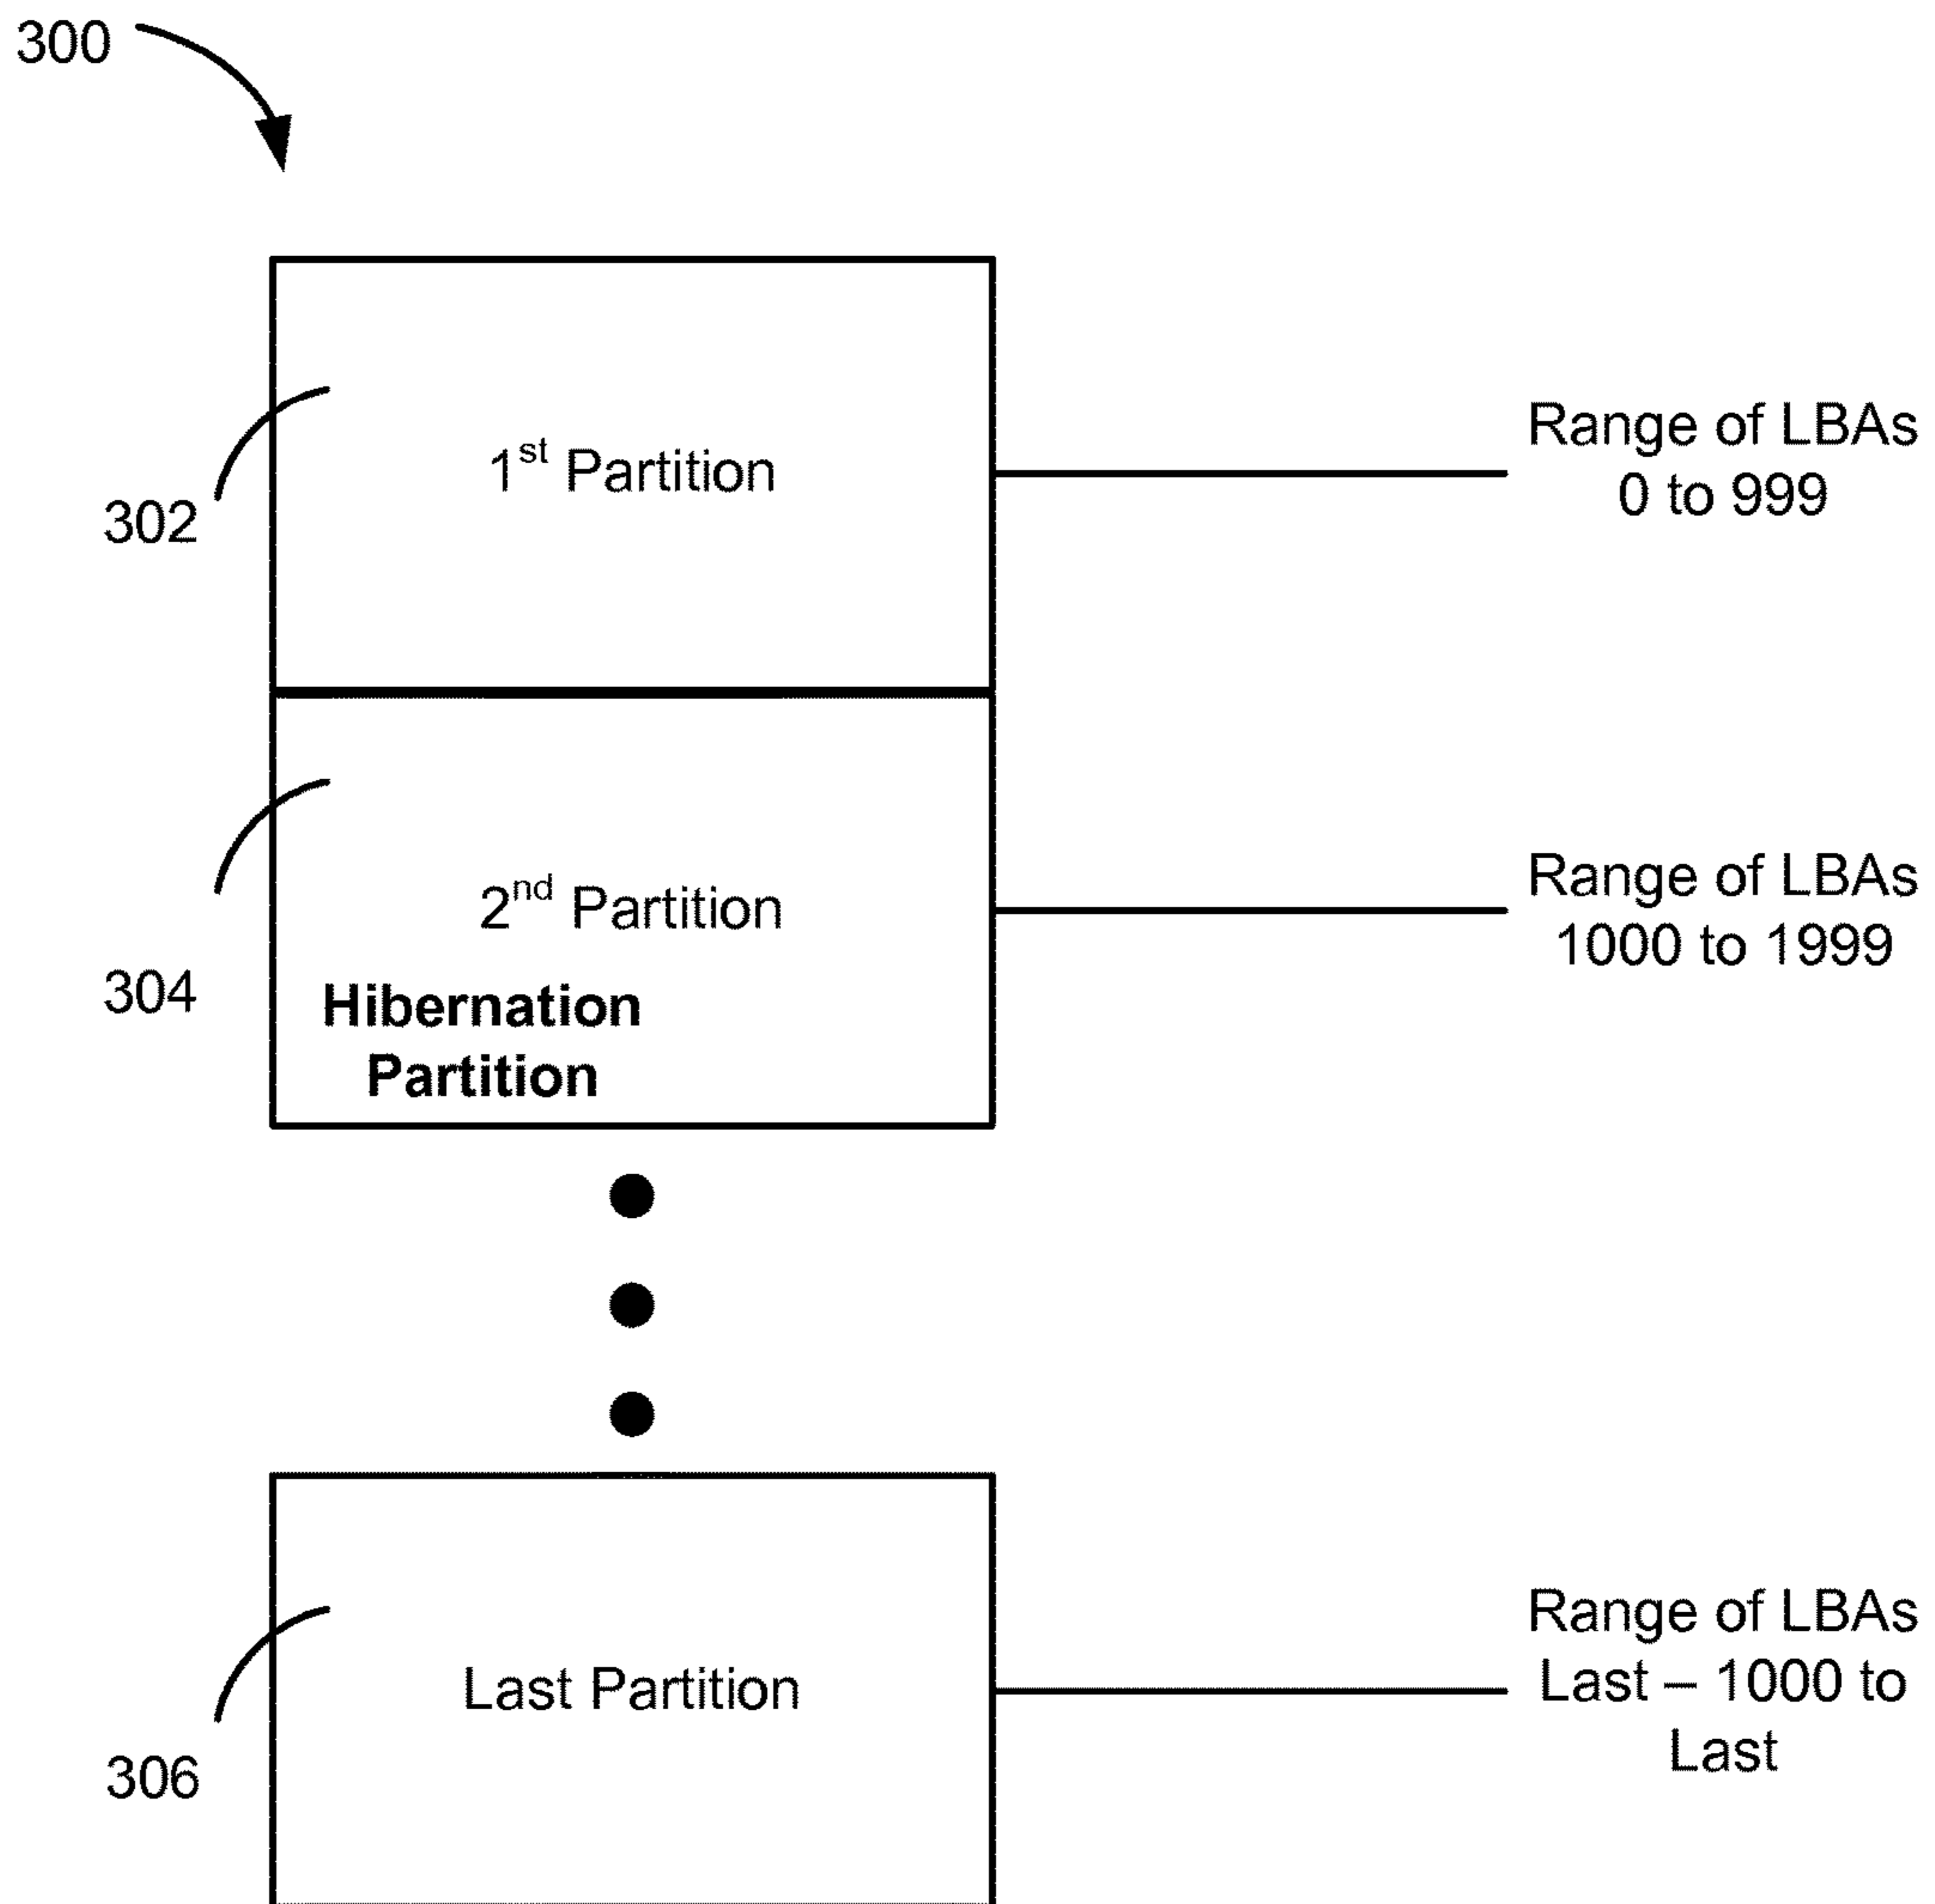 300
1st Partition
302
Range of LBAs
0 to 999
2nd Partition
304
Hibernation
Partition
Range of LBAs
1000 to 1999
Last Partition
306
Range of LBAs
Last – 1000 to
Last